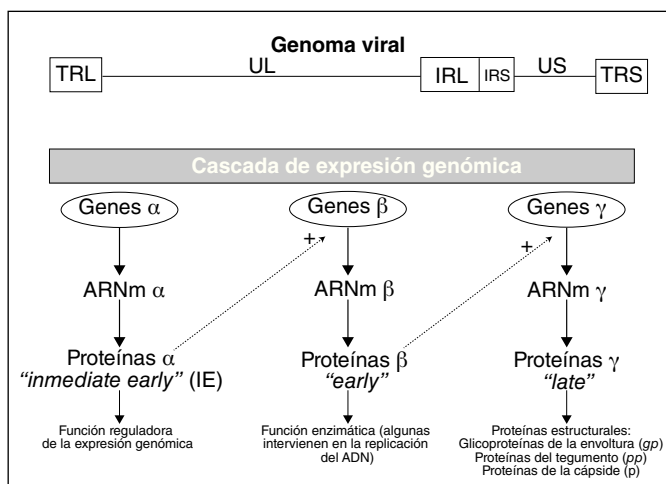 Genoma viral
UL
US
TRL
IRL
IRS
TRS
Cascada de expresión genómica
Genes α
Genes β
Genes γ
+
+
ARNm α
ARNm β
ARNm γ
Proteínas α
"inmediate early" (IE)
Proteínas β
"early"
Proteínas γ
"late"
Función reguladora
de la expresión genómica
Función enzimática (algunas
intervienen en la replicación
del ADN)
Proteínas estructurales:
Glicoproteínas de la envoltura (gp)
Proteínas del tegumento (pp)
Proteínas de la cápside (p)